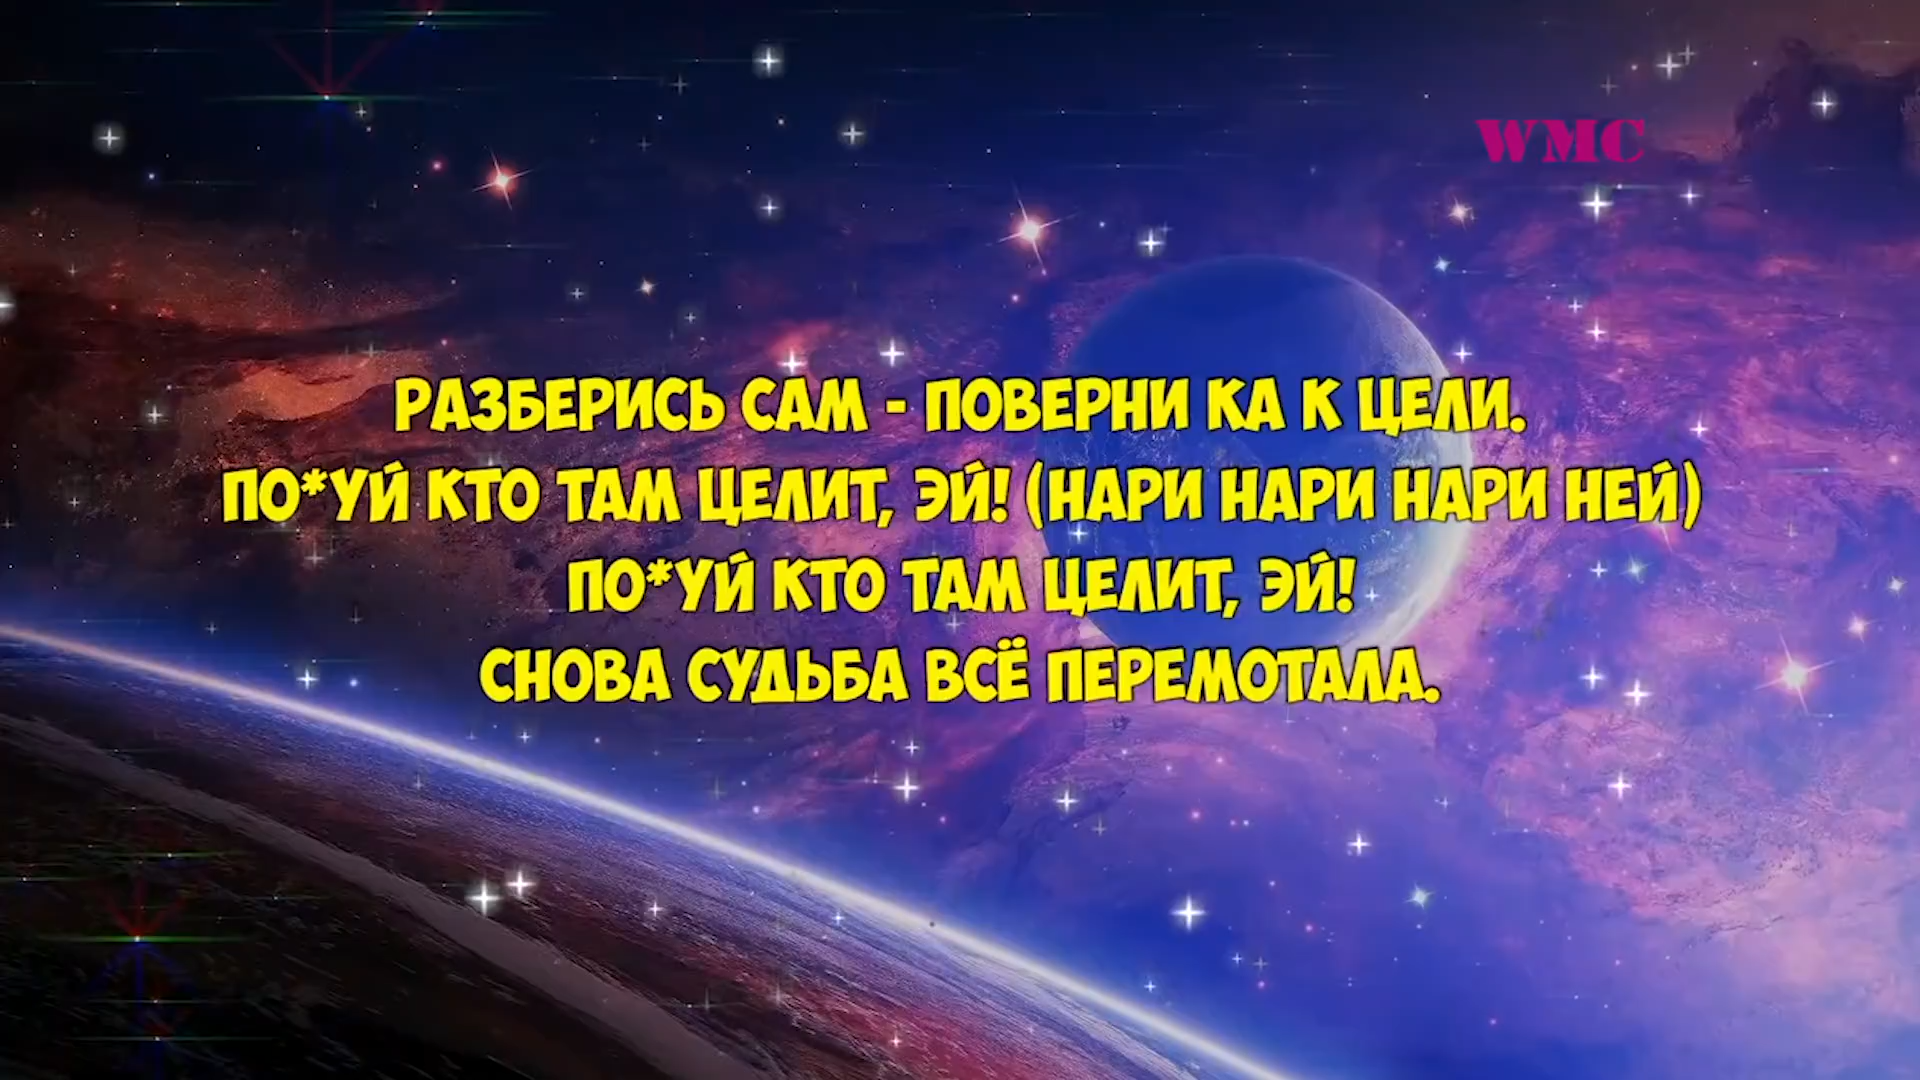 WMC
РАЗБЕРИСЬ САМ - ПОВЕРНИ КА К ЦЕЛИ.
ПО*УЙ КТО ТАМ ЦЕЛИТ, ЭЙ! (НАРИ НАРИ НАРИ НЕЙ)
ПО*УЙ КТО ТАМ ЦЕЛИТ, ЭЙ!
СНОВА СУДЬБА ВСЁ ПЕРЕМОТАЛА.